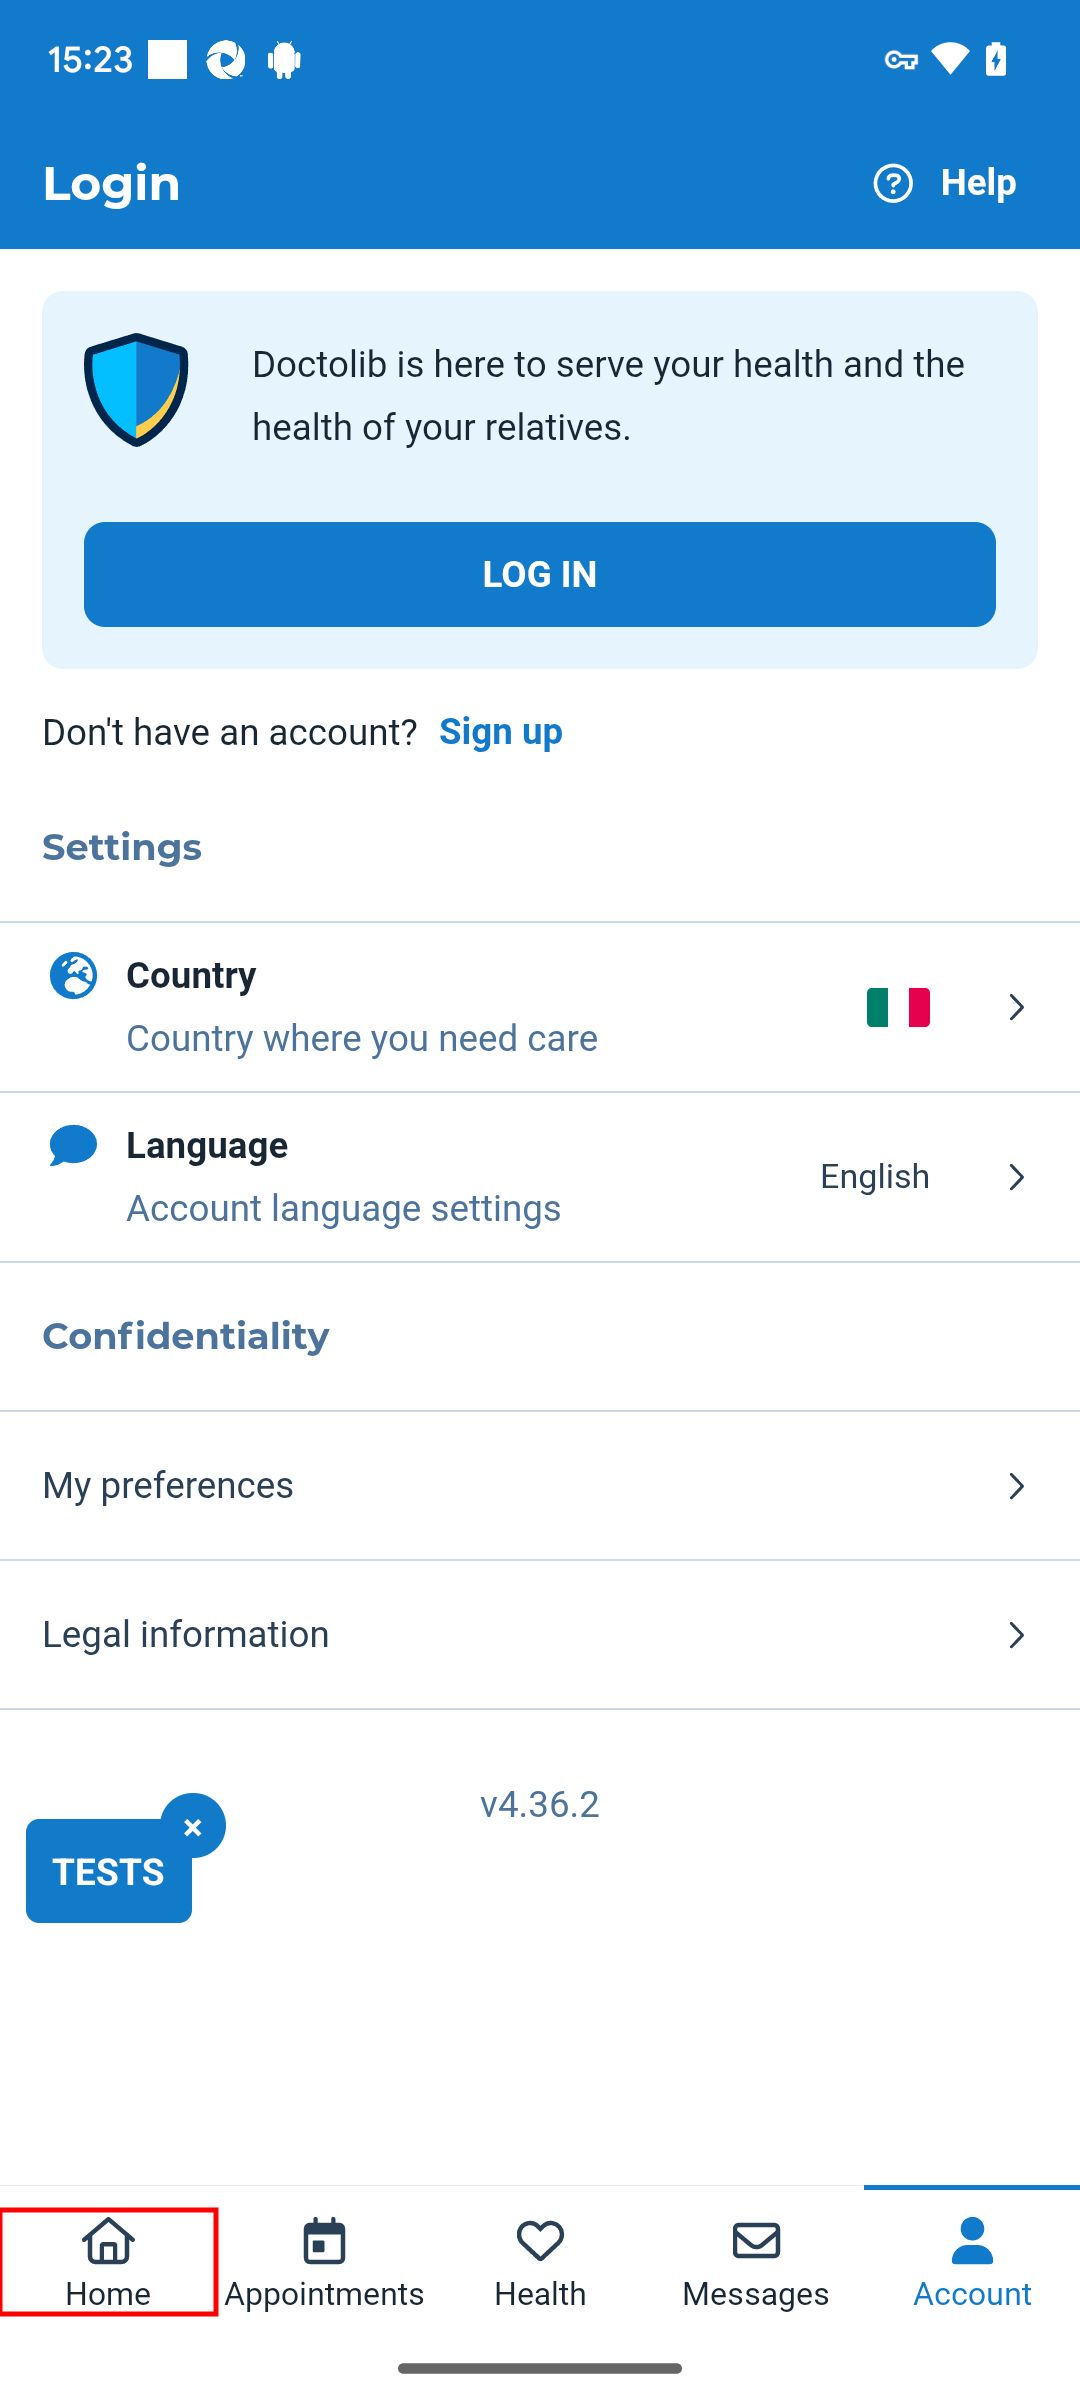 15:23
Login
Help
Doctolib is here to serve your health and the
health of your relatives.
LOG IN
Don't have an account? Sign up
Settings
Country
Country where you need care
Language
Account language settings
English
Confidentiality
My preferences
Legal information
v4.36.2
×
TESTS
Home
Appointments
Health
Messages
Account